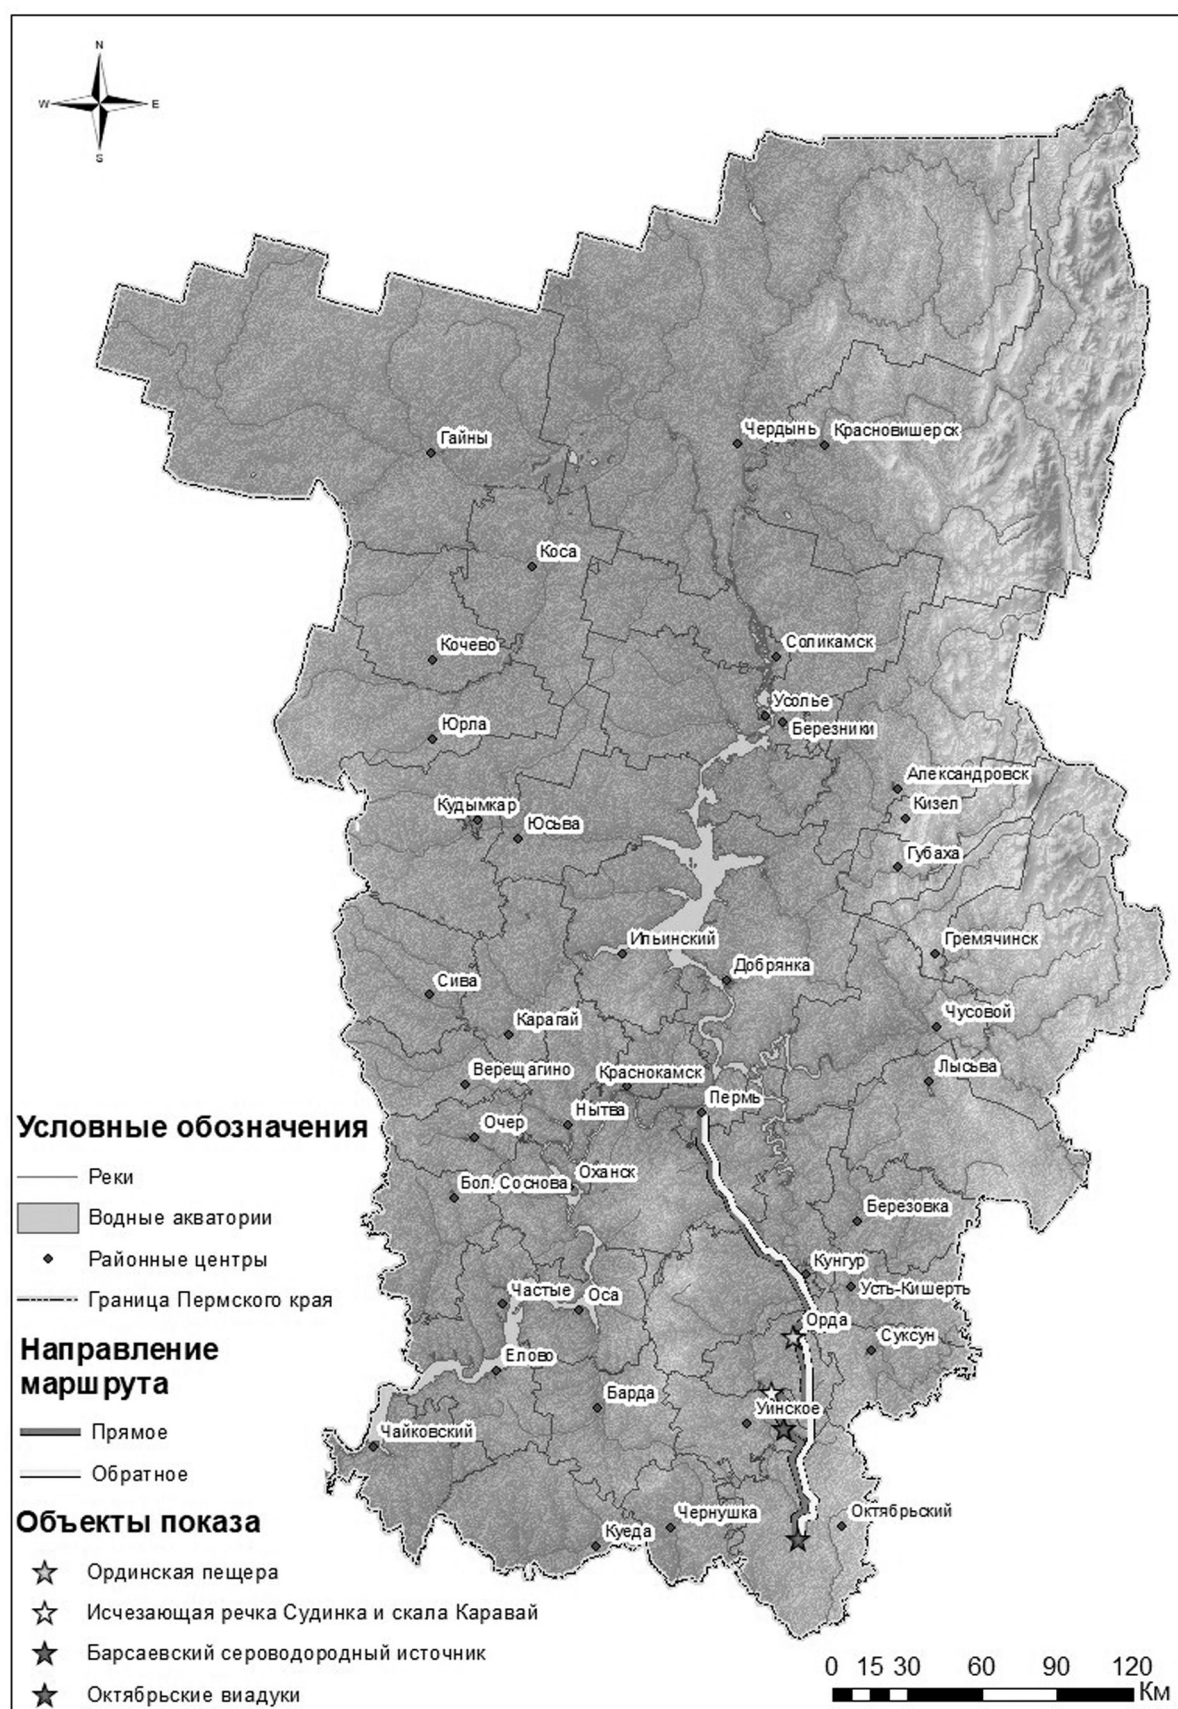 N
W E
S
Гайны
Чердынь
Красновишерск
Коса
Кочево
Соликамск
Усолье
Березники
Юрла
Александровск
Кизел
Кудымкар
Юсьва
Губаха
Ильинский
Гремячинск
Добрянка
Сива
Карагай
Чусовой
Верещагино
Краснокамск
Лысьва
Нытва
Пермь
Очер
Оханск
Бол. Соснова
Березовка
Кунгур
Усть-Кишерть
Частые
Оса
Орда
Суксун
Елово
Барда
Уинское
Чайковский
Чернушка
Октябрьский
Куеда
Условные обозначения
Реки
Водные акватории
Районные центры
Граница Пермского края
Направление
маршрута
Прямое
Обратное
Объекты показа
Ординская пещера
Исчезающая речка Судинка и скала Каравай
Барсаевский сероводородный источник
Октябрьские виадуки
0 15 30 60 90 120
Км